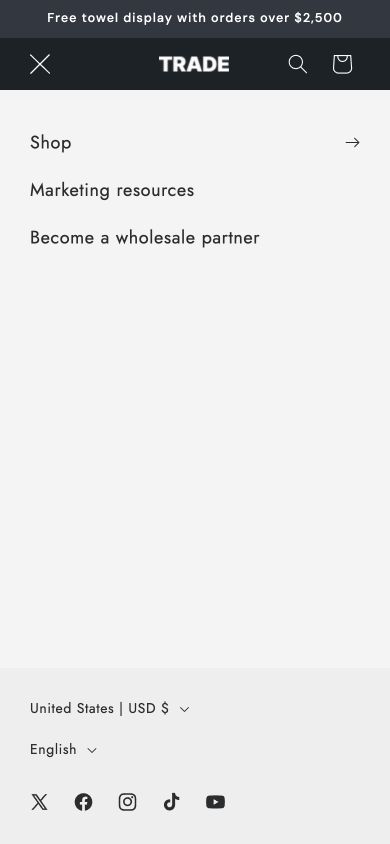 Free towel display with orders over $2,500
TRADE
Shop
Marketing resources
Become a wholesale partner
United States | USD $
English